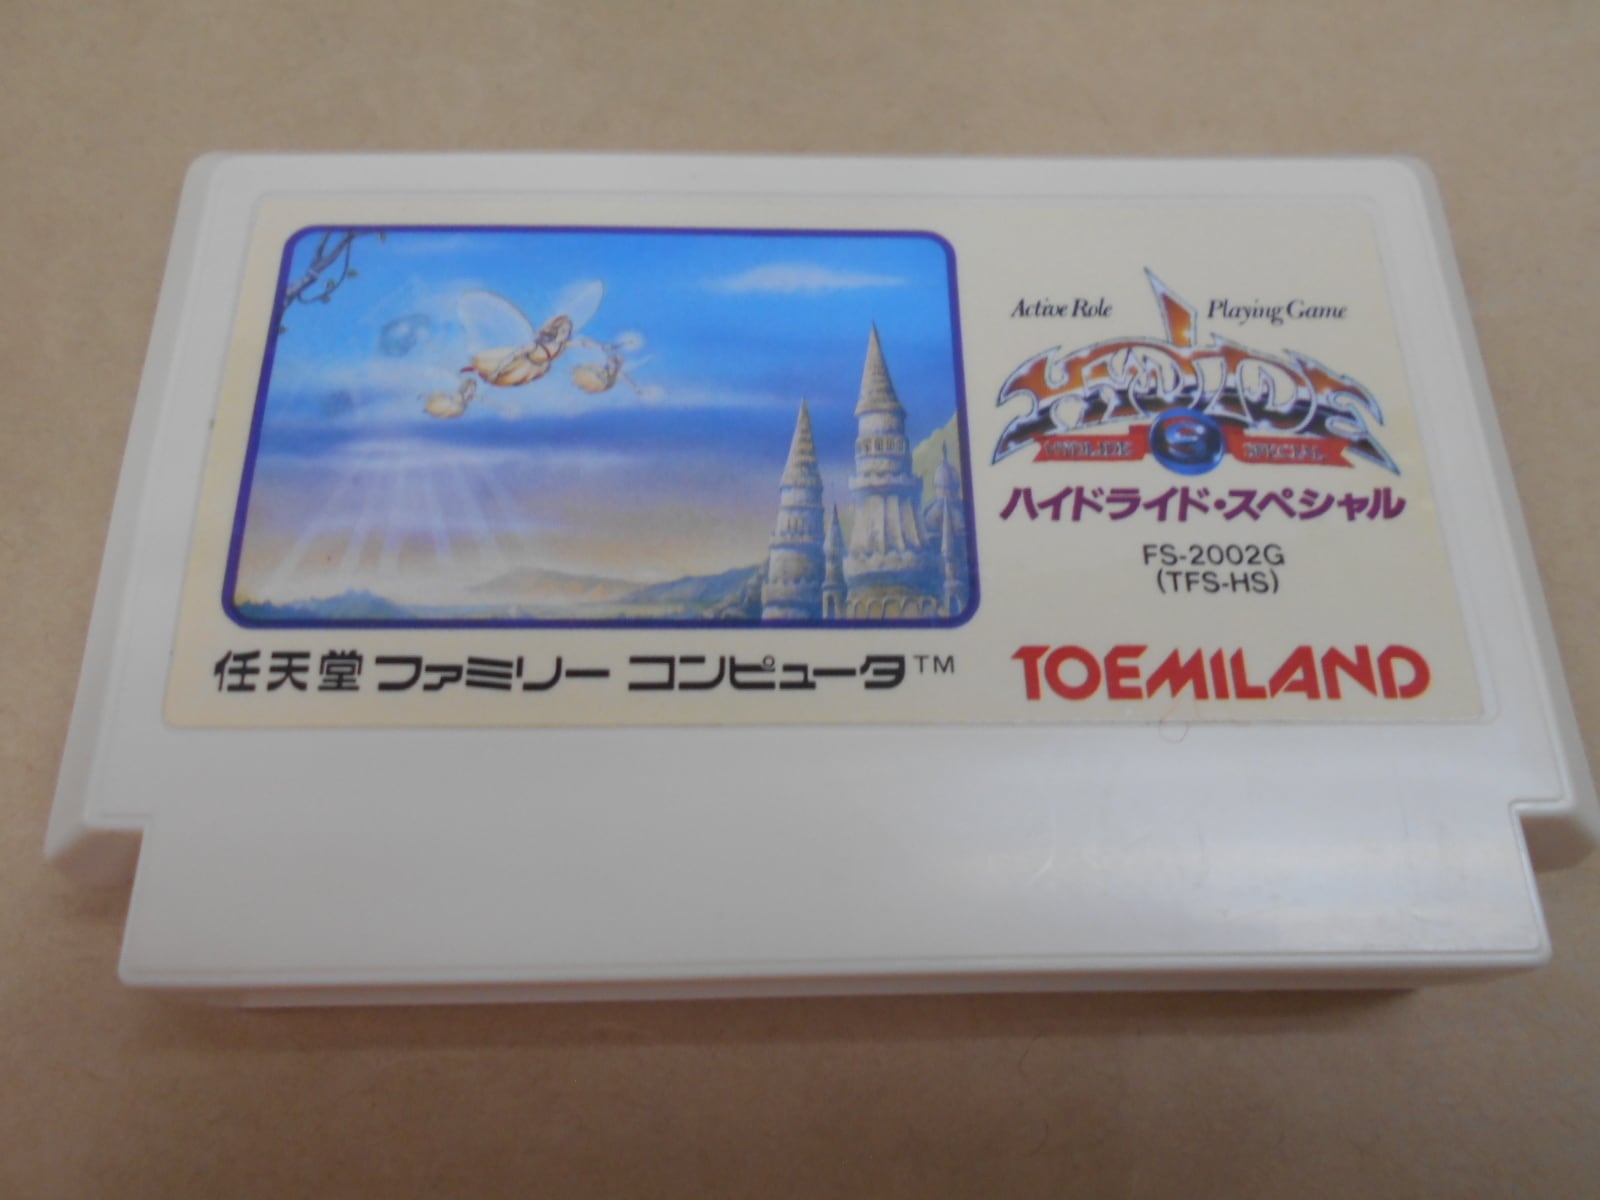 Active Role Playing Game
HYDLIDE
HYDLIDE S SPECIAL
ハイドライド・スペシャル
FS-2002G
(TFS-HS)
任天堂 ファミリー コンピュータ™
TOEMILAND